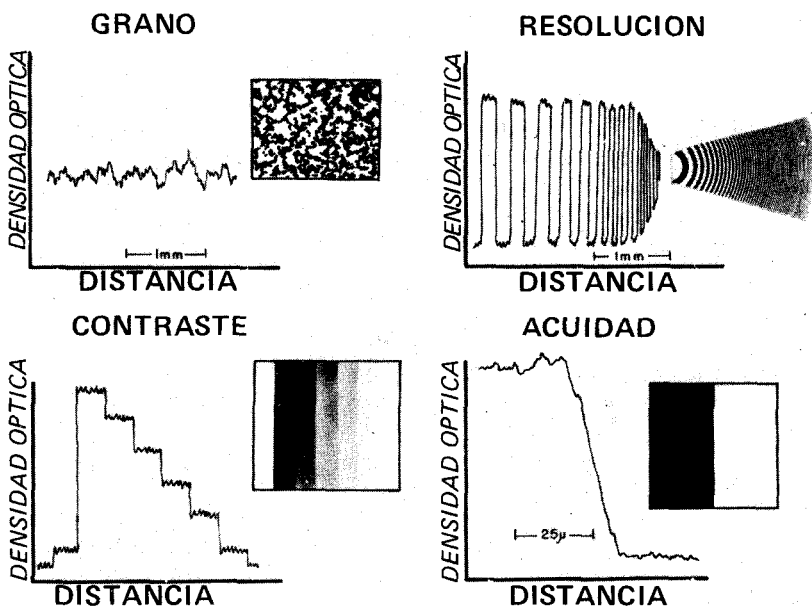 GRANO
DENSIDAD OPTICA
1mm
DISTANCIA
RESOLUCION
DENSIDAD OPTICA
1mm
DISTANCIA
CONTRASTE
DENSIDAD OPTICA
DISTANCIA
ACUIDAD
DENSIDAD OPTICA
25μ
DISTANCIA